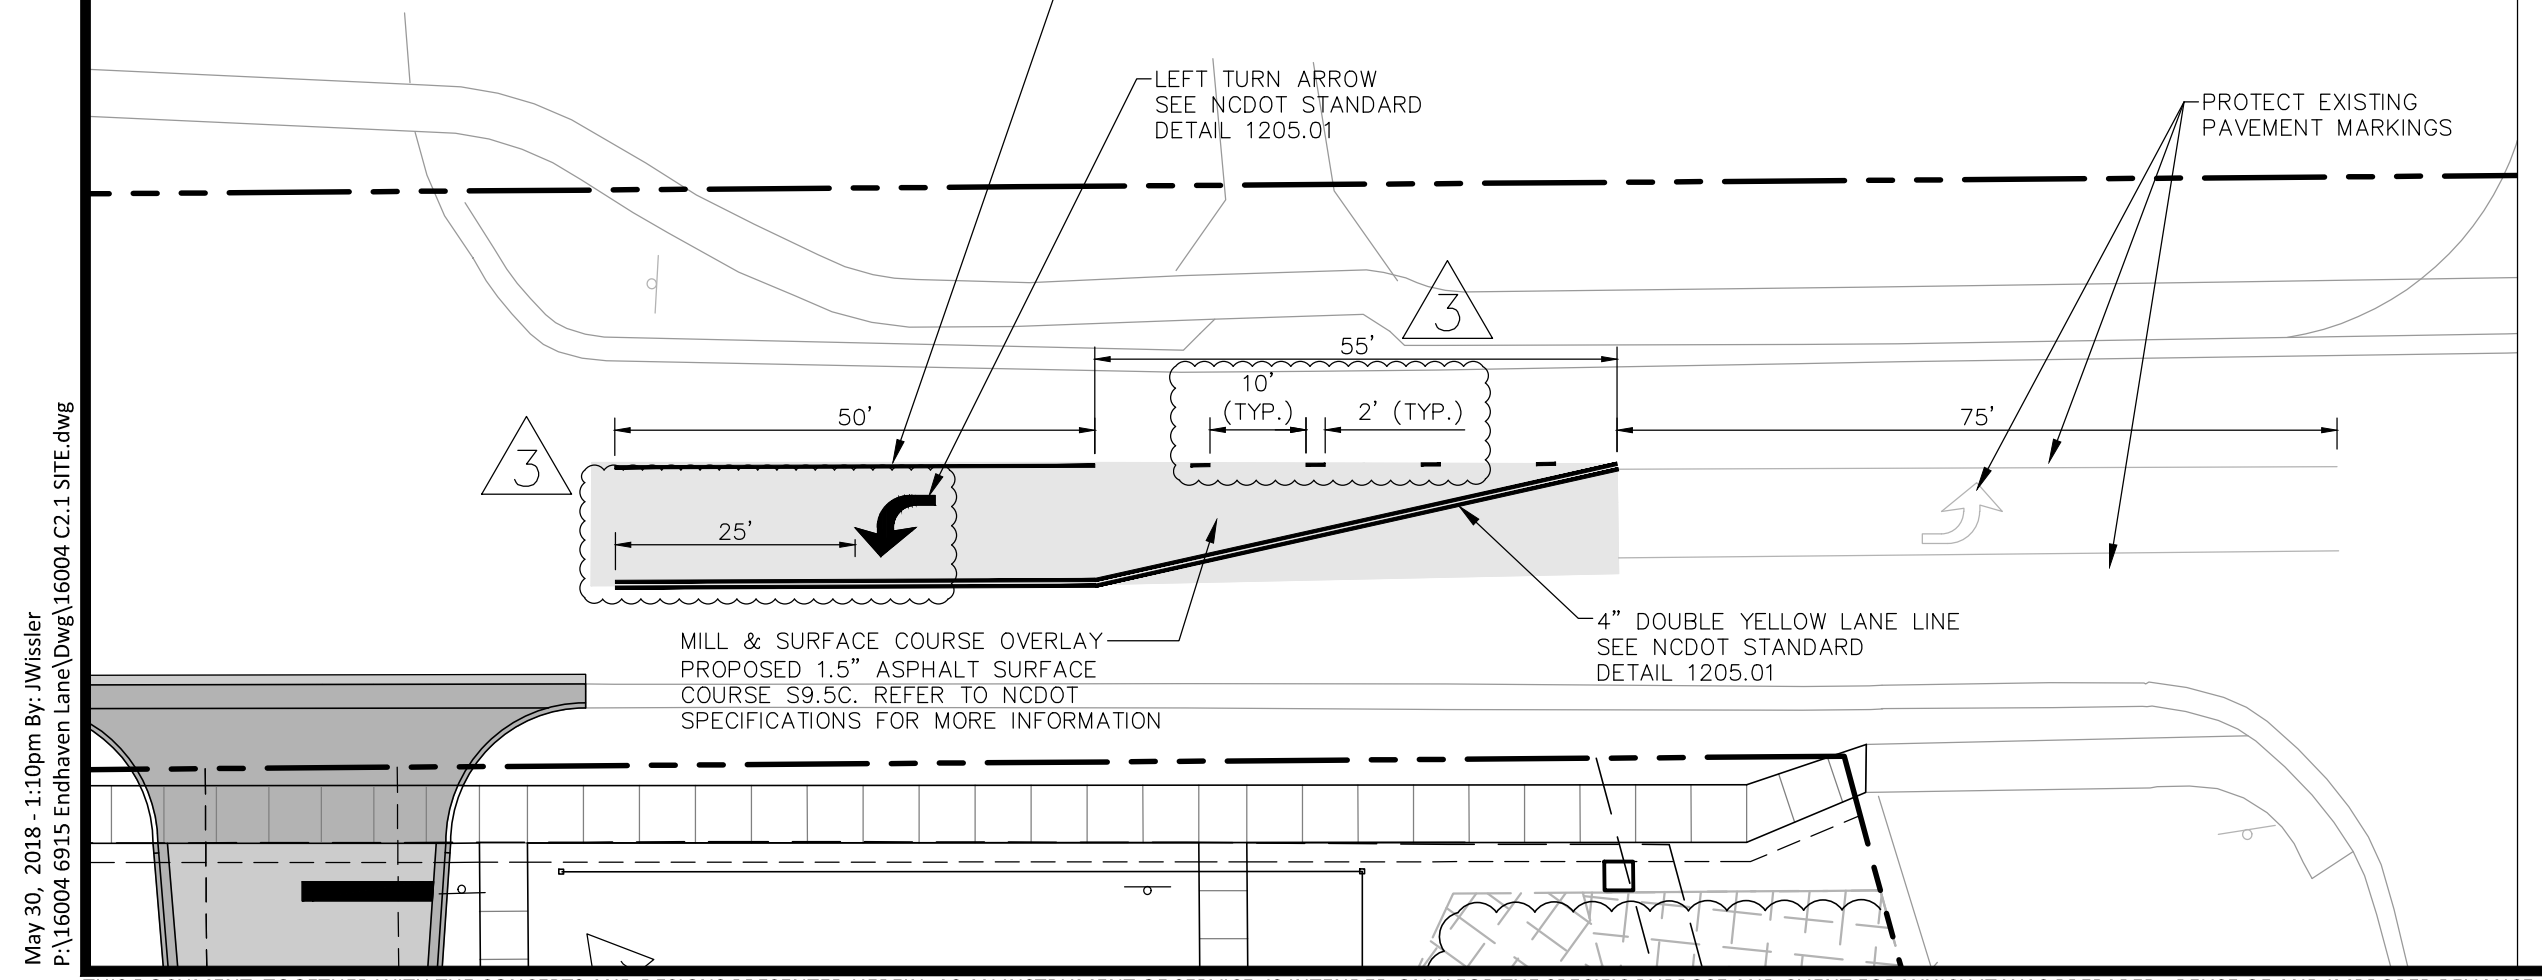 LEFT TURN ARROW
SEE NCDOT STANDARD
DETAIL 1205.01
PROTECT EXISTING
PAVEMENT MARKINGS
3
55'
10'
(TYP.)
2' (TYP.)
50'
75'
3
25'
MILL & SURFACE COURSE OVERLAY
PROPOSED 1.5" ASPHALT SURFACE
COURSE S9.5C. REFER TO NCDOT
SPECIFICATIONS FOR MORE INFORMATION
4" DOUBLE YELLOW LANE LINE
SEE NCDOT STANDARD
DETAIL 1205.01
May 30, 2018 - 1:10pm By: JWissler
P:\16004 6915 Endhaven Lane\Dwg\16004 C2.1 SITE.dwg